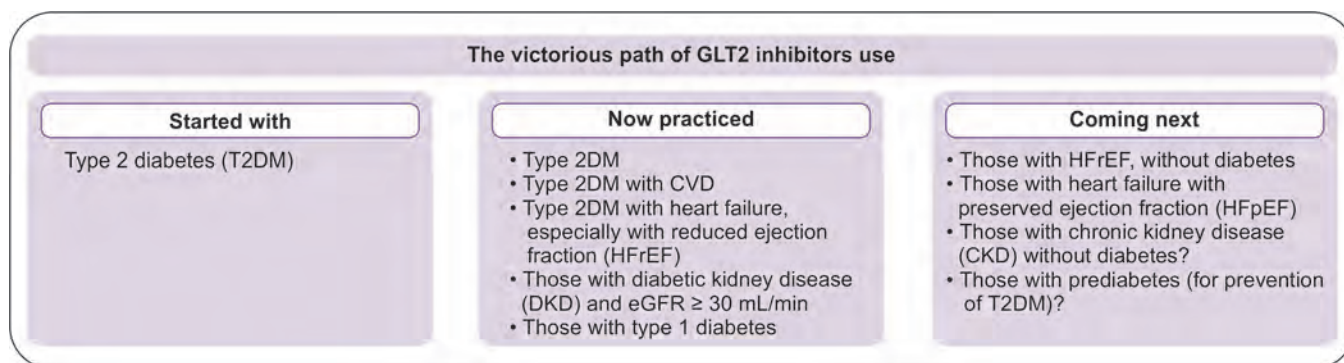 The victorious path of GLT2 inhibitors use
Started with
Type 2 diabetes (T2DM)
Now practiced
• Type 2DM
• Type 2DM with CVD
• Type 2DM with heart failure,
especially with reduced ejection
fraction (HFrEF)
• Those with diabetic kidney disease
(DKD) and eGFR ≥ 30 mL/min
• Those with type 1 diabetes
Coming next
• Those with HFrEF, without diabetes
• Those with heart failure with
preserved ejection fraction (HFpEF)
• Those with chronic kidney disease
(CKD) without diabetes?
• Those with prediabetes (for prevention
of T2DM)?